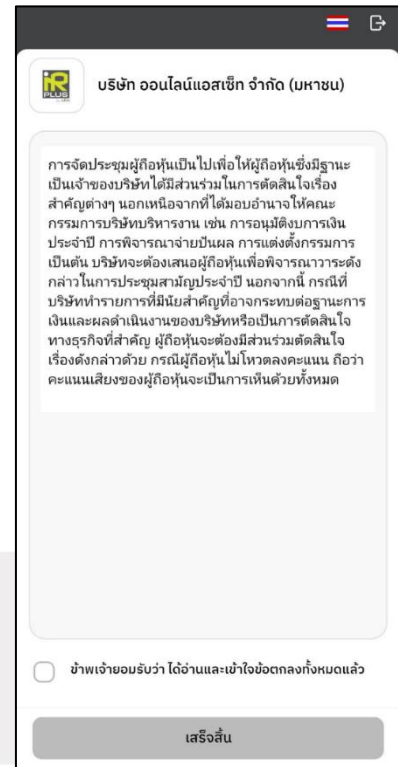 IR
PLUS
บริษัท ออนไลน์แอสเซ็ท จำกัด (มหาชน)
การจัดประชุมผู้ถือหุ้นเป็นไปเพื่อให้ผู้ถือหุ้นซึ่งมีฐานะ
เป็นเจ้าของบริษัทได้มีส่วนร่วมในการตัดสินใจเรื่อง
สำคัญต่างๆ นอกเหนือจากที่ได้มอบอำนาจให้คณะ
กรรมการบริษัทบริหารงาน เช่น การอนุมัติงบการเงิน
ประจำปี การพิจารณาจ่ายปันผล การแต่งตั้งกรรมการ
เป็นต้น บริษัทจะต้องเสนอผู้ถือหุ้นเพื่อพิจารณาวาระดัง
กล่าวในการประชุมสามัญประจำปี นอกจากนี้ กรณีที่
บริษัททำรายการที่มีนัยสำคัญที่อาจกระทบต่อฐานะการ
เงินและผลดำเนินงานของบริษัทหรือเป็นการตัดสินใจ
ทางธุรกิจที่สำคัญ ผู้ถือหุ้นจะต้องมีส่วนร่วมตัดสินใจ
เรื่องดังกล่าวด้วย กรณีผู้ถือหุ้นไม่โหวตลงคะแนน ถือว่า
คะแนนเสียงของผู้ถือหุ้นจะเป็นการเห็นด้วยทั้งหมด
ข้าพเจ้ายอมรับว่า ได้อ่านและเข้าใจข้อตกลงทั้งหมดแล้ว
เสร็จสิ้น